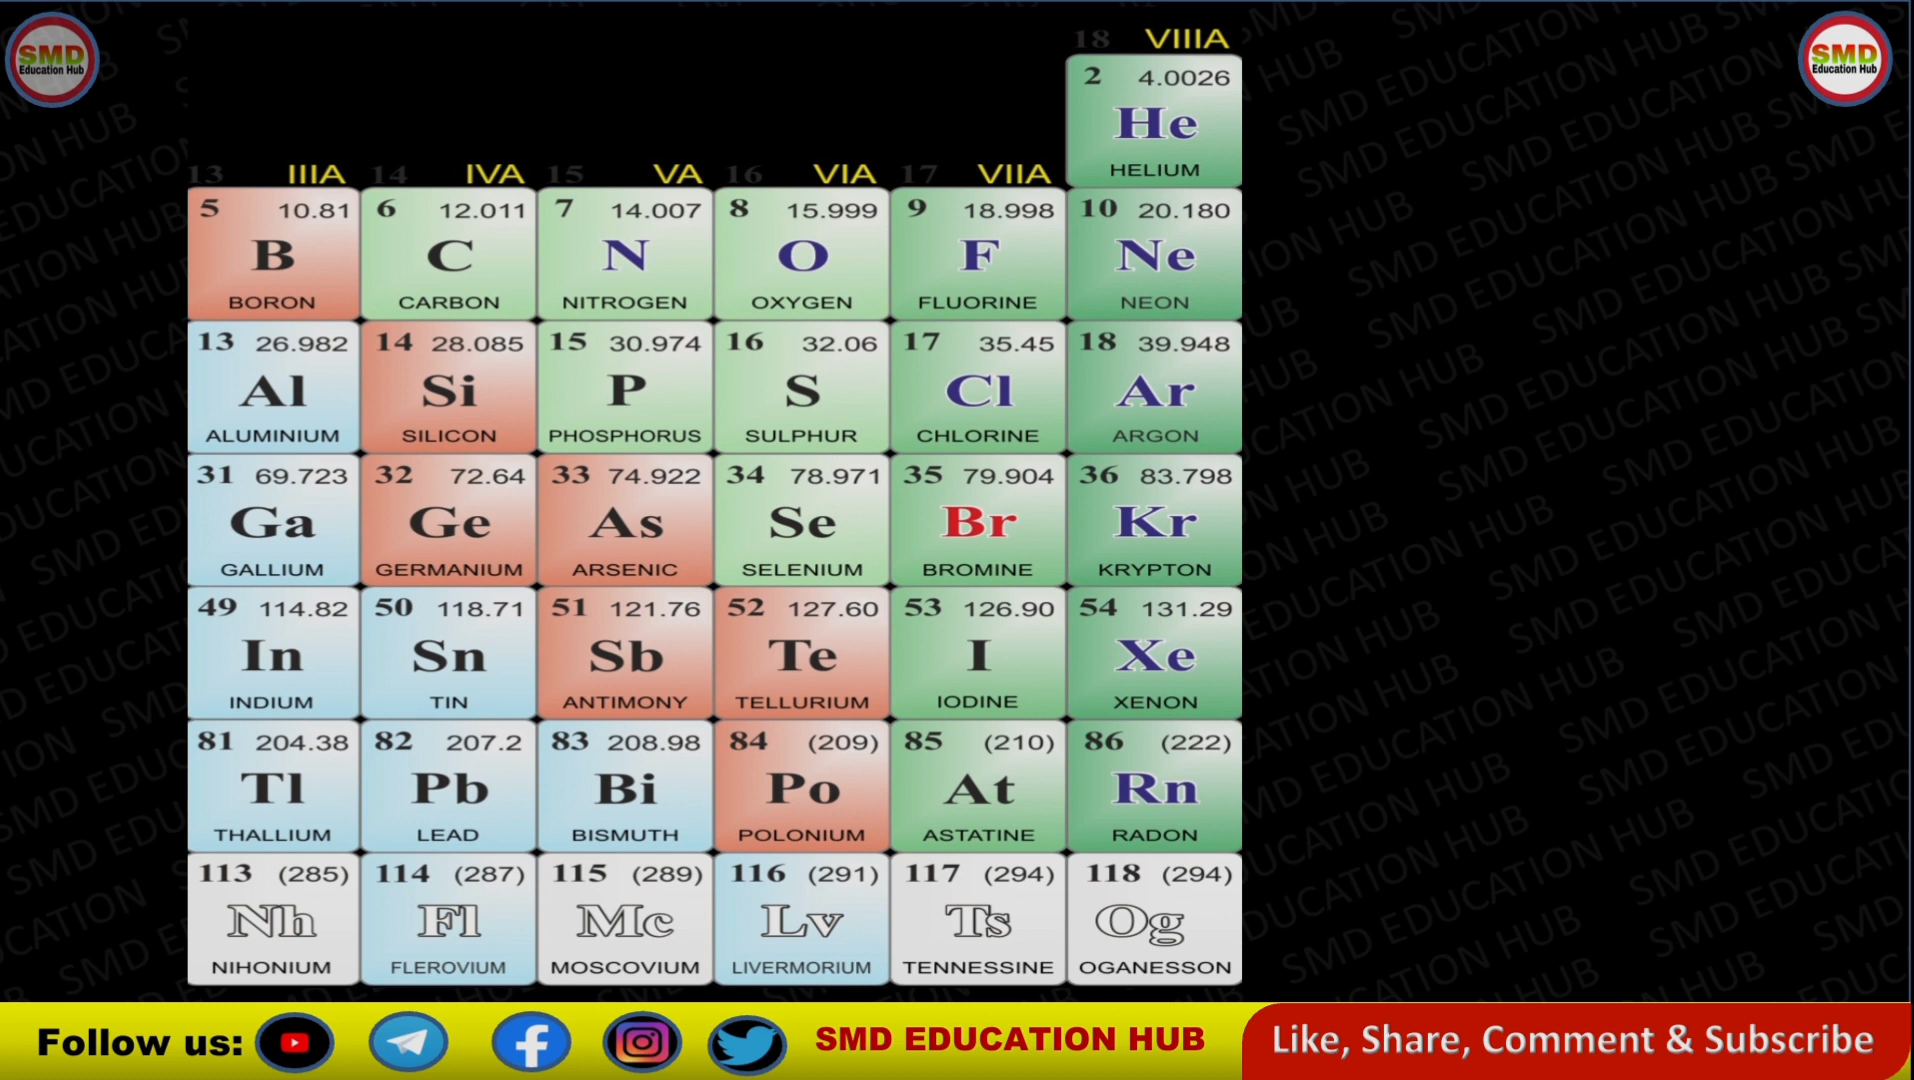 SMD
Education Hub
SMD
Education Hub
18 VIIIA
2 4.0026
He
HELIUM
13 IIIA 14 IVA 15 VA 16 VIA 17 VIIA
5 10.81 6 12.011 7 14.007 8 15.999 9 18.998 10 20.180
B C N O F Ne
BORON CARBON NITROGEN OXYGEN FLUORINE NEON
13 26.982 14 28.085 15 30.974 16 32.06 17 35.45 18 39.948
Al Si P S Cl Ar
ALUMINIUM SILICON PHOSPHORUS SULPHUR CHLORINE ARGON
31 69.723 32 72.64 33 74.922 34 78.971 35 79.904 36 83.798
Ga Ge As Se Br Kr
GALLIUM GERMANIUM ARSENIC SELENIUM BROMINE KRYPTON
49 114.82 50 118.71 51 121.76 52 127.60 53 126.90 54 131.29
In Sn Sb Te I Xe
INDIUM TIN ANTIMONY TELLURIUM IODINE XENON
81 204.38 82 207.2 83 208.98 84 (209) 85 (210) 86 (222)
Tl Pb Bi Po At Rn
THALLIUM LEAD BISMUTH POLONIUM ASTATINE RADON
113 (285) 114 (287) 115 (289) 116 (291) 117 (294) 118 (294)
Nh Fl Mc Lv Ts Og
NIHONIUM FLEROVIUM MOSCOVIUM LIVERMORIUM TENNESSINE OGANESSON
Follow us: SMD EDUCATION HUB Like, Share, Comment & Subscribe